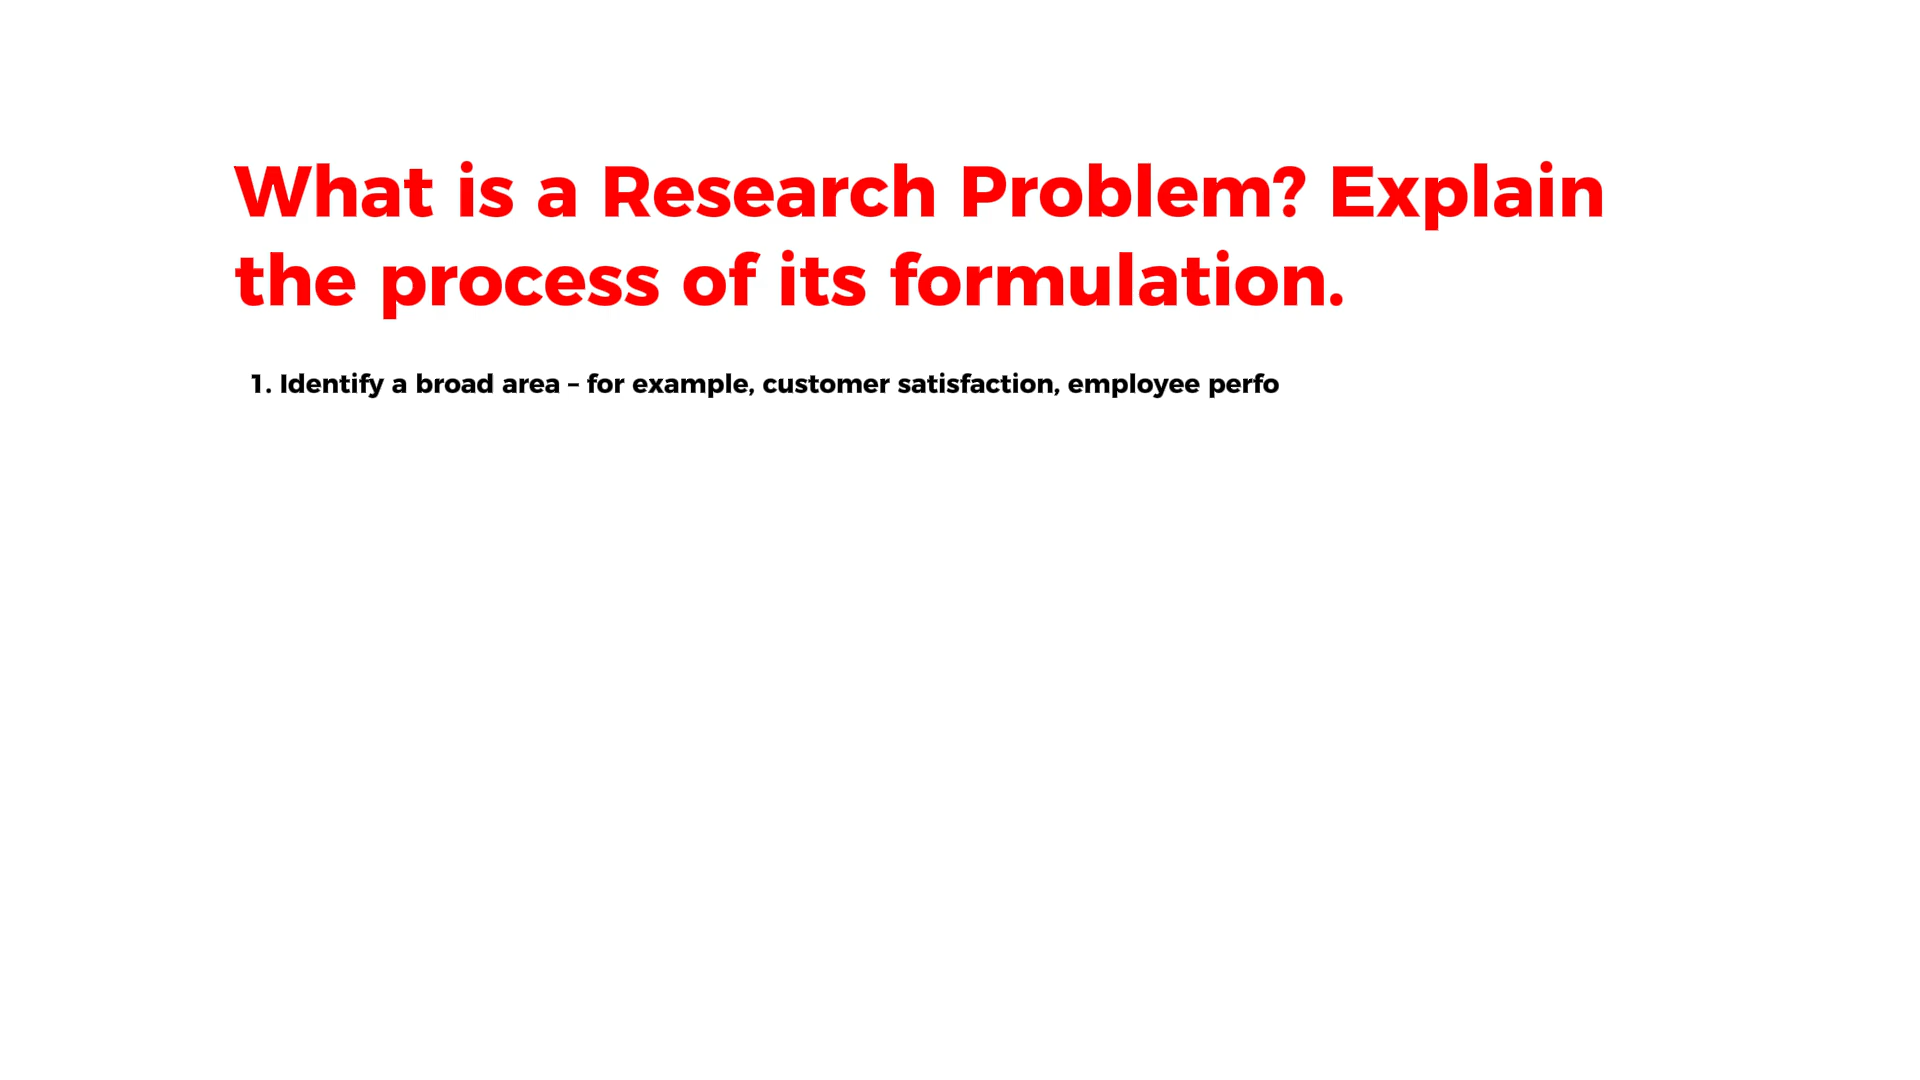 What is a Research Problem? Explain
the process of its formulation.
1. Identify a broad area – for example, customer satisfaction, employee perfo